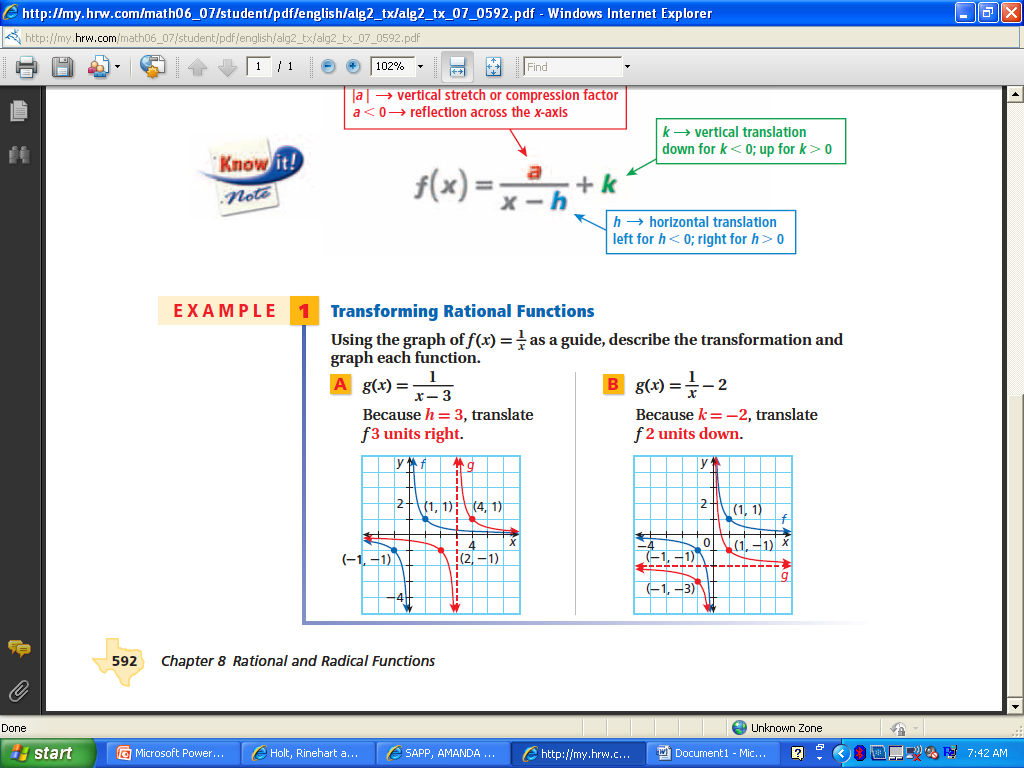 http://my.hrw.com/math06_07/student/pdf/english/alg2_tx/alg2_tx_07_0592.pdf - Windows Internet Explorer
http://my.hrw.com/math06_07/student/pdf/english/alg2_tx/alg2_tx_07_0592.pdf
1 / 1 102% Find
|a| → vertical stretch or compression factor
a < 0 → reflection across the x-axis
k → vertical translation
down for k < 0; up for k > 0
Know it!
Note
f(x) = a/(x − h) + k
h → horizontal translation
left for h < 0; right for h > 0
EXAMPLE 1 Transforming Rational Functions
Using the graph of f(x) = 1/x as a guide, describe the transformation and
graph each function.
A g(x) = 1/(x − 3)
Because h = 3, translate
f 3 units right.
y f g
2 (1, 1) (4, 1)
4 x
(−1, −1) (2, −1)
−4
B g(x) = 1/x − 2
Because k = −2, translate
f 2 units down.
y
2 (1, 1) f
−4 0 x
(−1, −1) (1, −1)
g
(−1, −3)
592 Chapter 8 Rational and Radical Functions
Done Unknown Zone
start Microsoft Power... Holt, Rinehart a... SAPP, AMANDA ... http://my.hrw.c... Document1 - Mic... 7:42 AM